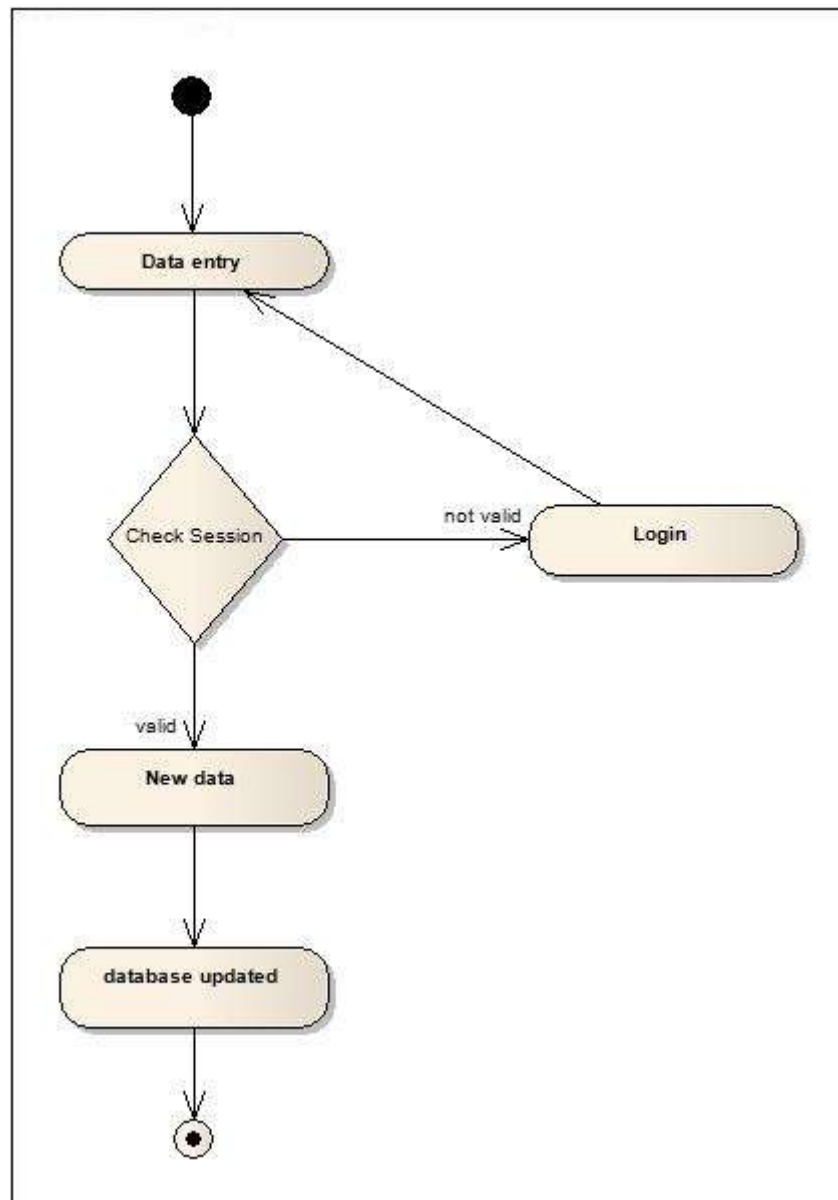 Data entry
Check Session
not valid
Login
valid
New data
database updated